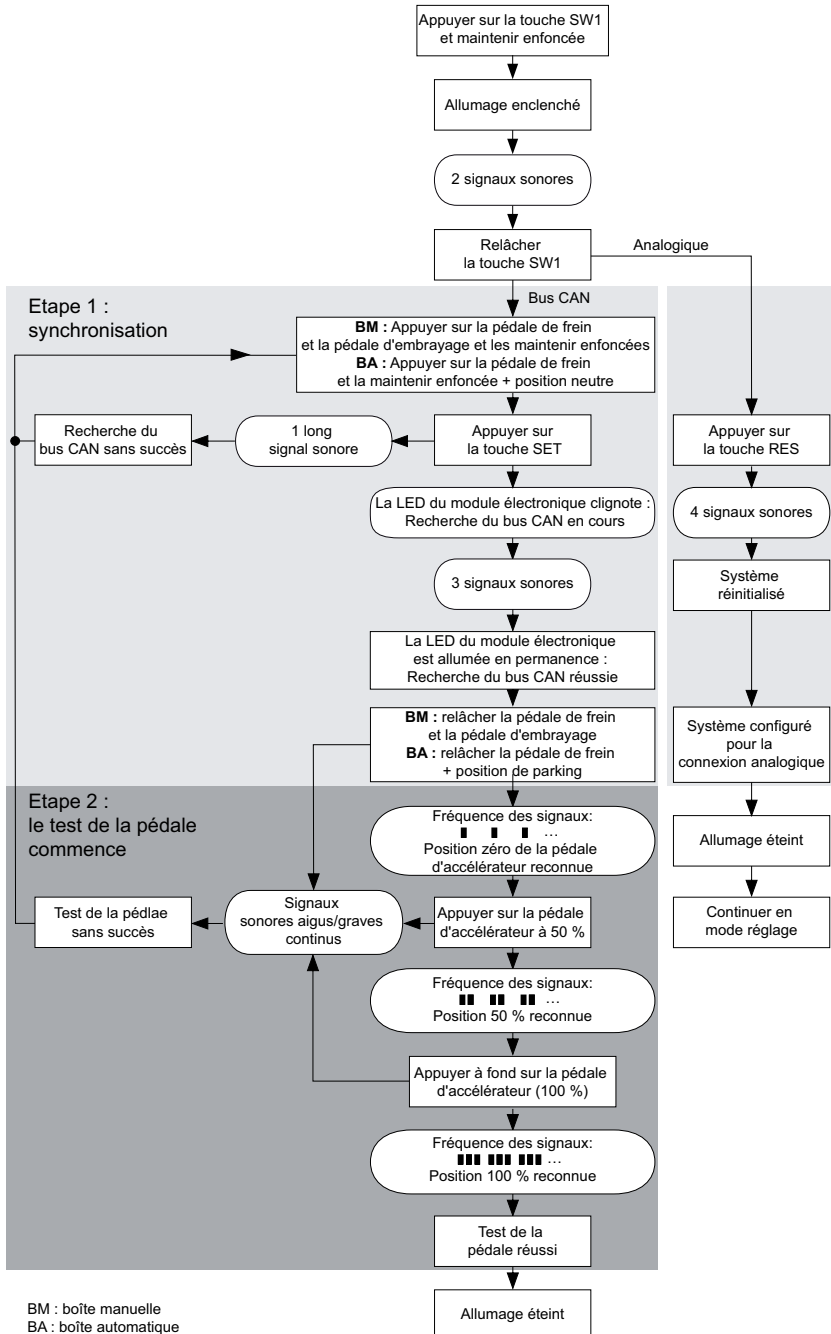 Appuyer sur la touche SW1
et maintenir enfoncée
Allumage enclenché
2 signaux sonores
Relâcher
la touche SW1
Analogique
Bus CAN
Etape 1 :
synchronisation
BM : Appuyer sur la pédale de frein
et la pédale d'embrayage et les maintenir enfoncées
BA : Appuyer sur la pédale de frein
et la maintenir enfoncée + position neutre
Recherche du
bus CAN sans succès
1 long
signal sonore
Appuyer sur
la touche SET
La LED du module électronique clignote :
Recherche du bus CAN en cours
3 signaux sonores
La LED du module électronique
est allumée en permanence :
Recherche du bus CAN réussie
BM : relâcher la pédale de frein
et la pédale d'embrayage
BA : relâcher la pédale de frein
+ position de parking
Appuyer sur
la touche RES
4 signaux sonores
Système
réinitialisé
Système configuré
pour la
connexion analogique
Allumage éteint
Continuer en
mode réglage
Etape 2 :
le test de la pédale
commence
Fréquence des signaux:
...
Position zéro de la pédale
d'accélérateur reconnue
Test de la pédlae
sans succès
Signaux
sonores aigus/graves
continus
Appuyer sur la pédale
d'accélérateur à 50 %
Fréquence des signaux:
...
Position 50 % reconnue
Appuyer à fond sur la pédale
d'accélérateur (100 %)
Fréquence des signaux:
...
Position 100 % reconnue
Test de la
pédale réussi
Allumage éteint
BM : boîte manuelle
BA : boîte automatique